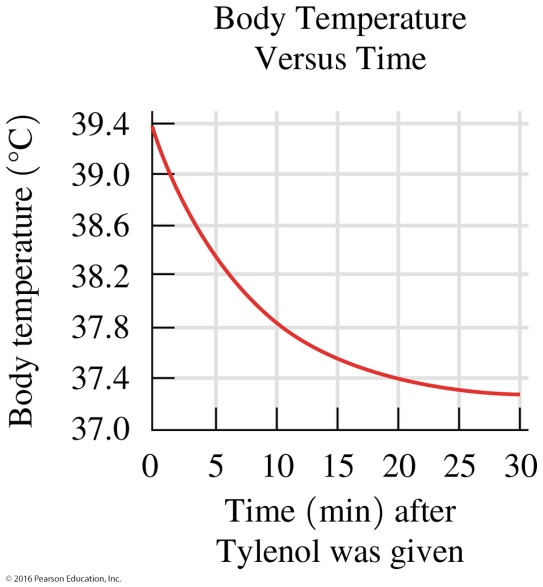 Body Temperature
Versus Time
Body temperature (°C)
39.4
39.0
38.6
38.2
37.8
37.4
37.0
0 5 10 15 20 25 30
Time (min) after
Tylenol was given
© 2016 Pearson Education, Inc.